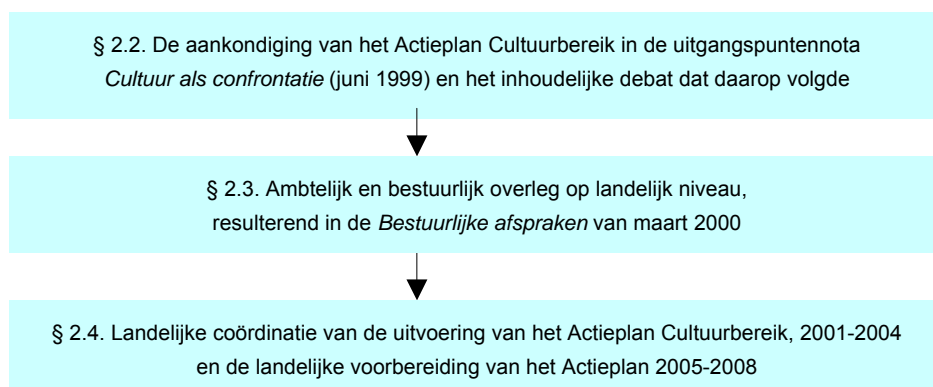 § 2.2. De aankondiging van het Actieplan Cultuurbereik in de uitgangspuntennota
Cultuur als confrontatie (juni 1999) en het inhoudelijke debat dat daarop volgde
§ 2.3. Ambtelijk en bestuurlijk overleg op landelijk niveau,
resulterend in de Bestuurlijke afspraken van maart 2000
§ 2.4. Landelijke coördinatie van de uitvoering van het Actieplan Cultuurbereik, 2001-2004
en de landelijke voorbereiding van het Actieplan 2005-2008